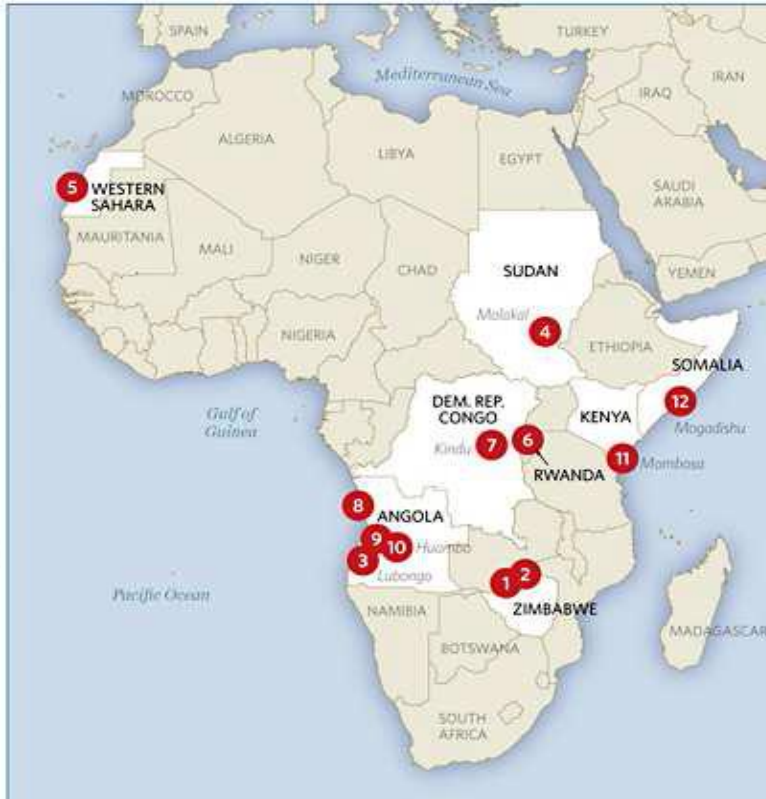 SPAIN
TURKEY
Mediterranean Sea
IRAN
IRAQ
MOROCCO
ALGERIA
LIBYA
EGYPT
SAUDI
ARABIA
5
WESTERN
SAHARA
MAURITANIA
MALI
NIGER
CHAD
SUDAN
YEMEN
Malakal
4
NIGERIA
ETHIOPIA
SOMALIA
DEM. REP.
CONGO
KENYA
12
Mogadishu
Gulf of
Guinea
Kindu
7
6
RWANDA
11
Mombasa
8
ANGOLA
9
10
Huambo
3
Lubongo
2
1
ZIMBABWE
Pacific Ocean
NAMIBIA
BOTSWANA
MADAGASCAR
SOUTH
AFRICA